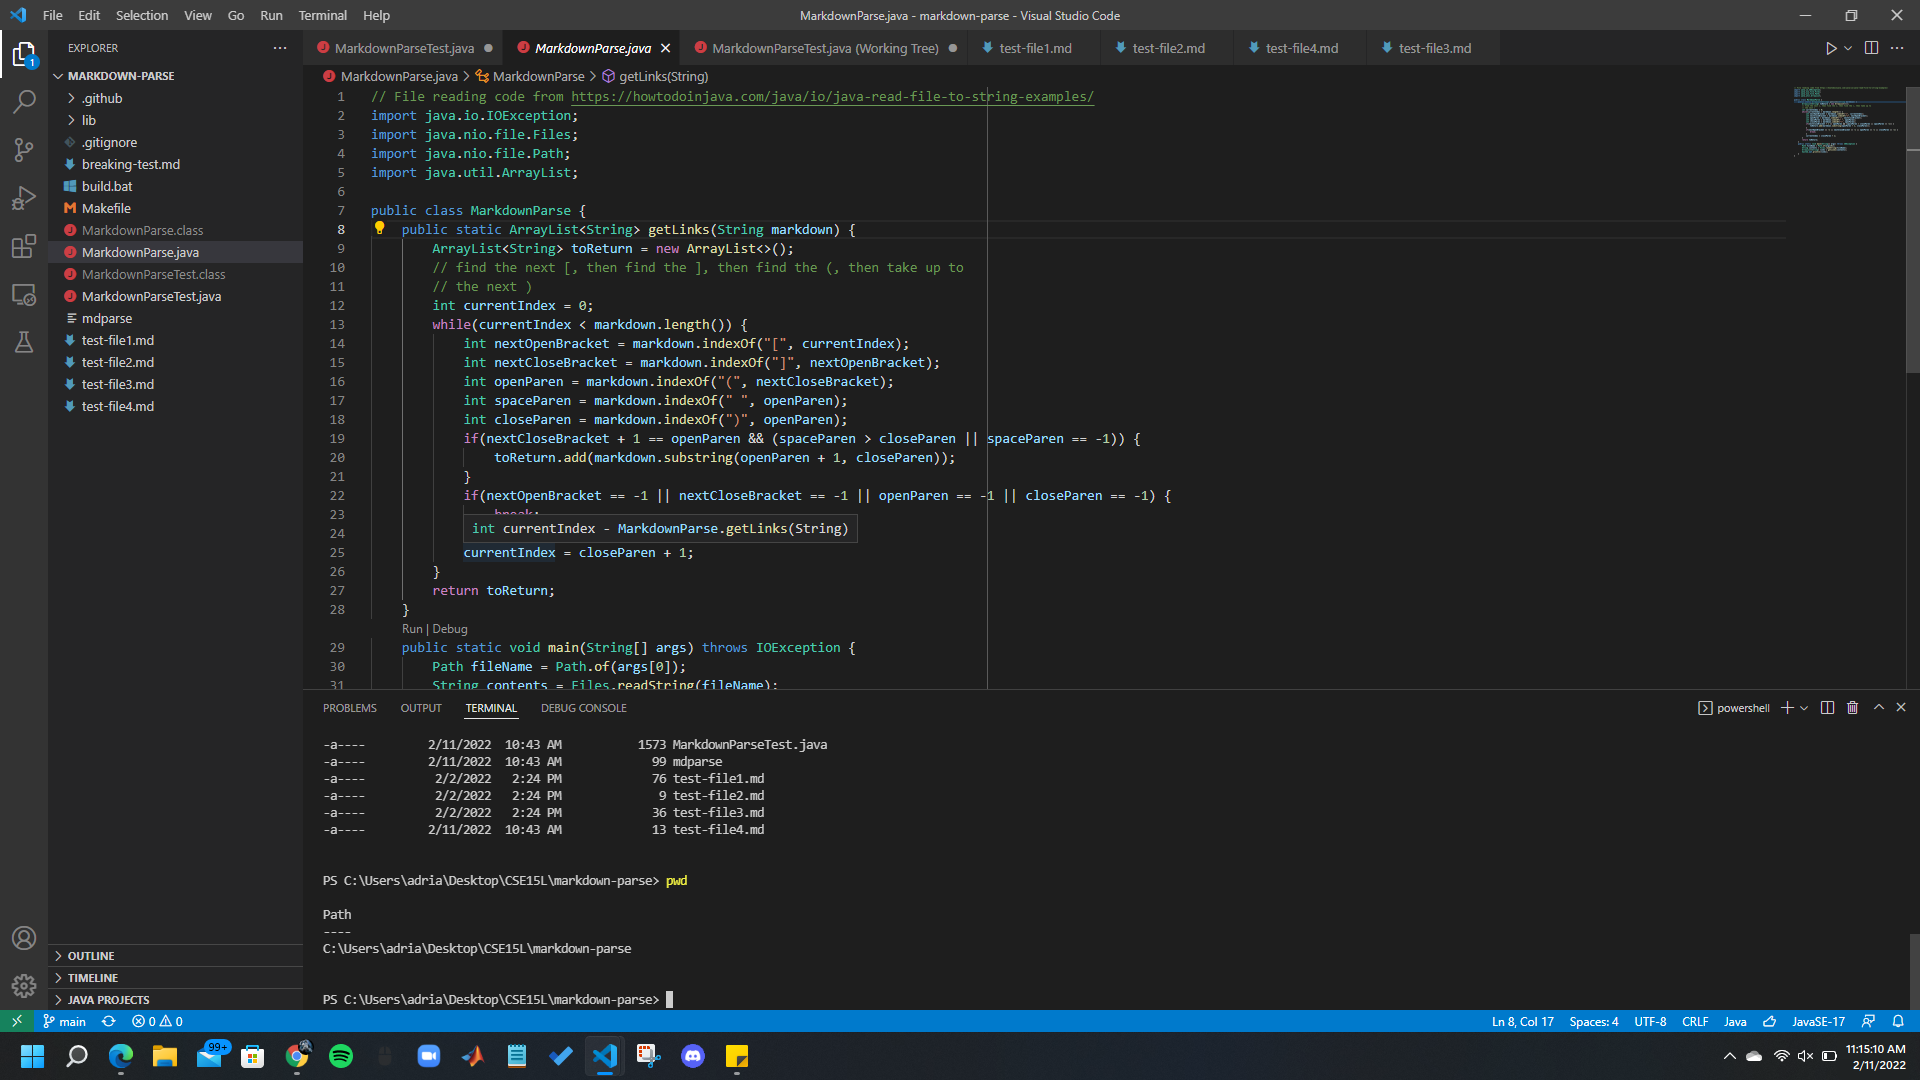 File Edit Selection View Go Run Terminal Help
MarkdownParse.java - markdown-parse - Visual Studio Code
EXPLORER
MARKDOWN-PARSE
.github
lib
.gitignore
breaking-test.md
build.bat
Makefile
MarkdownParse.class
MarkdownParse.java
MarkdownParseTest.class
MarkdownParseTest.java
mdparse
test-file1.md
test-file2.md
test-file3.md
test-file4.md
OUTLINE
TIMELINE
JAVA PROJECTS
1
MarkdownParseTest.java
MarkdownParse.java
MarkdownParseTest.java (Working Tree)
test-file1.md
test-file2.md
test-file4.md
test-file3.md
MarkdownParse.java > MarkdownParse > getLinks(String)
1 // File reading code from https://howtodoinjava.com/java/io/java-read-file-to-string-examples/
2 import java.io.IOException;
3 import java.nio.file.Files;
4 import java.nio.file.Path;
5 import java.util.ArrayList;
6
7 public class MarkdownParse {
8 public static ArrayList<String> getLinks(String markdown) {
9 ArrayList<String> toReturn = new ArrayList<>();
10 // find the next [, then find the ], then find the (, then take up to
11 // the next )
12 int currentIndex = 0;
13 while(currentIndex < markdown.length()) {
14 int nextOpenBracket = markdown.indexOf("[", currentIndex);
15 int nextCloseBracket = markdown.indexOf("]", nextOpenBracket);
16 int openParen = markdown.indexOf("(", nextCloseBracket);
17 int spaceParen = markdown.indexOf(" ", openParen);
18 int closeParen = markdown.indexOf(")", openParen);
19 if(nextCloseBracket + 1 == openParen && (spaceParen > closeParen || spaceParen == -1)) {
20 toReturn.add(markdown.substring(openParen + 1, closeParen));
21 }
22 if(nextOpenBracket == -1 || nextCloseBracket == -1 || openParen == -1 || closeParen == -1) {
23 break;
24 int currentIndex - MarkdownParse.getLinks(String)
25 currentIndex = closeParen + 1;
26 }
27 return toReturn;
28 }
Run | Debug
29 public static void main(String[] args) throws IOException {
30 Path fileName = Path.of(args[0]);
31 String contents = Files.readString(fileName);
PROBLEMS OUTPUT TERMINAL DEBUG CONSOLE
powershell
-a---- 2/11/2022 10:43 AM 1573 MarkdownParseTest.java
-a---- 2/11/2022 10:43 AM 99 mdparse
-a---- 2/2/2022 2:24 PM 76 test-file1.md
-a---- 2/2/2022 2:24 PM 9 test-file2.md
-a---- 2/2/2022 2:24 PM 36 test-file3.md
-a---- 2/11/2022 10:43 AM 13 test-file4.md
PS C:\Users\adria\Desktop\CSE15L\markdown-parse> pwd
Path
----
C:\Users\adria\Desktop\CSE15L\markdown-parse
PS C:\Users\adria\Desktop\CSE15L\markdown-parse>
main 0 0
Ln 8, Col 17 Spaces: 4 UTF-8 CRLF Java JavaSE-17
99+
11:15:10 AM
2/11/2022